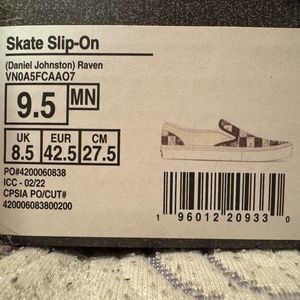 Skate Slip-On
(Daniel Johnston) Raven
VN0A5FCAAO7
9.5 MN
UK EUR CM
8.5 42.5 27.5
PO#4200060838
ICC - 02/22
CPSIA PO/CUT#
420006083800200
1 96012 20933 0